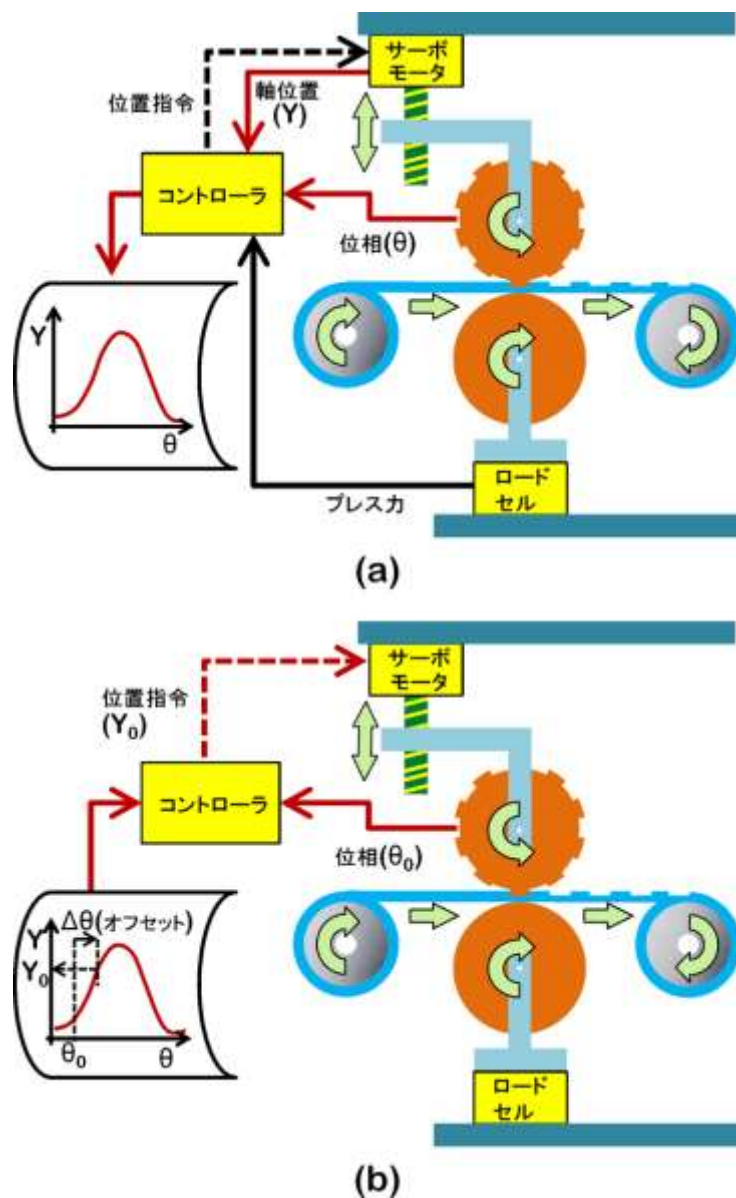 サーボ
モータ
位置指令
軸位置
(Y)
コントローラ
位相(θ)
Y
θ
プレス力
ロード
セル
(a)
サーボ
モータ
位置指令
(Y₀)
コントローラ
位相(θ₀)
Δθ(オフセット)
Y
Y₀
θ₀
θ
ロード
セル
(b)